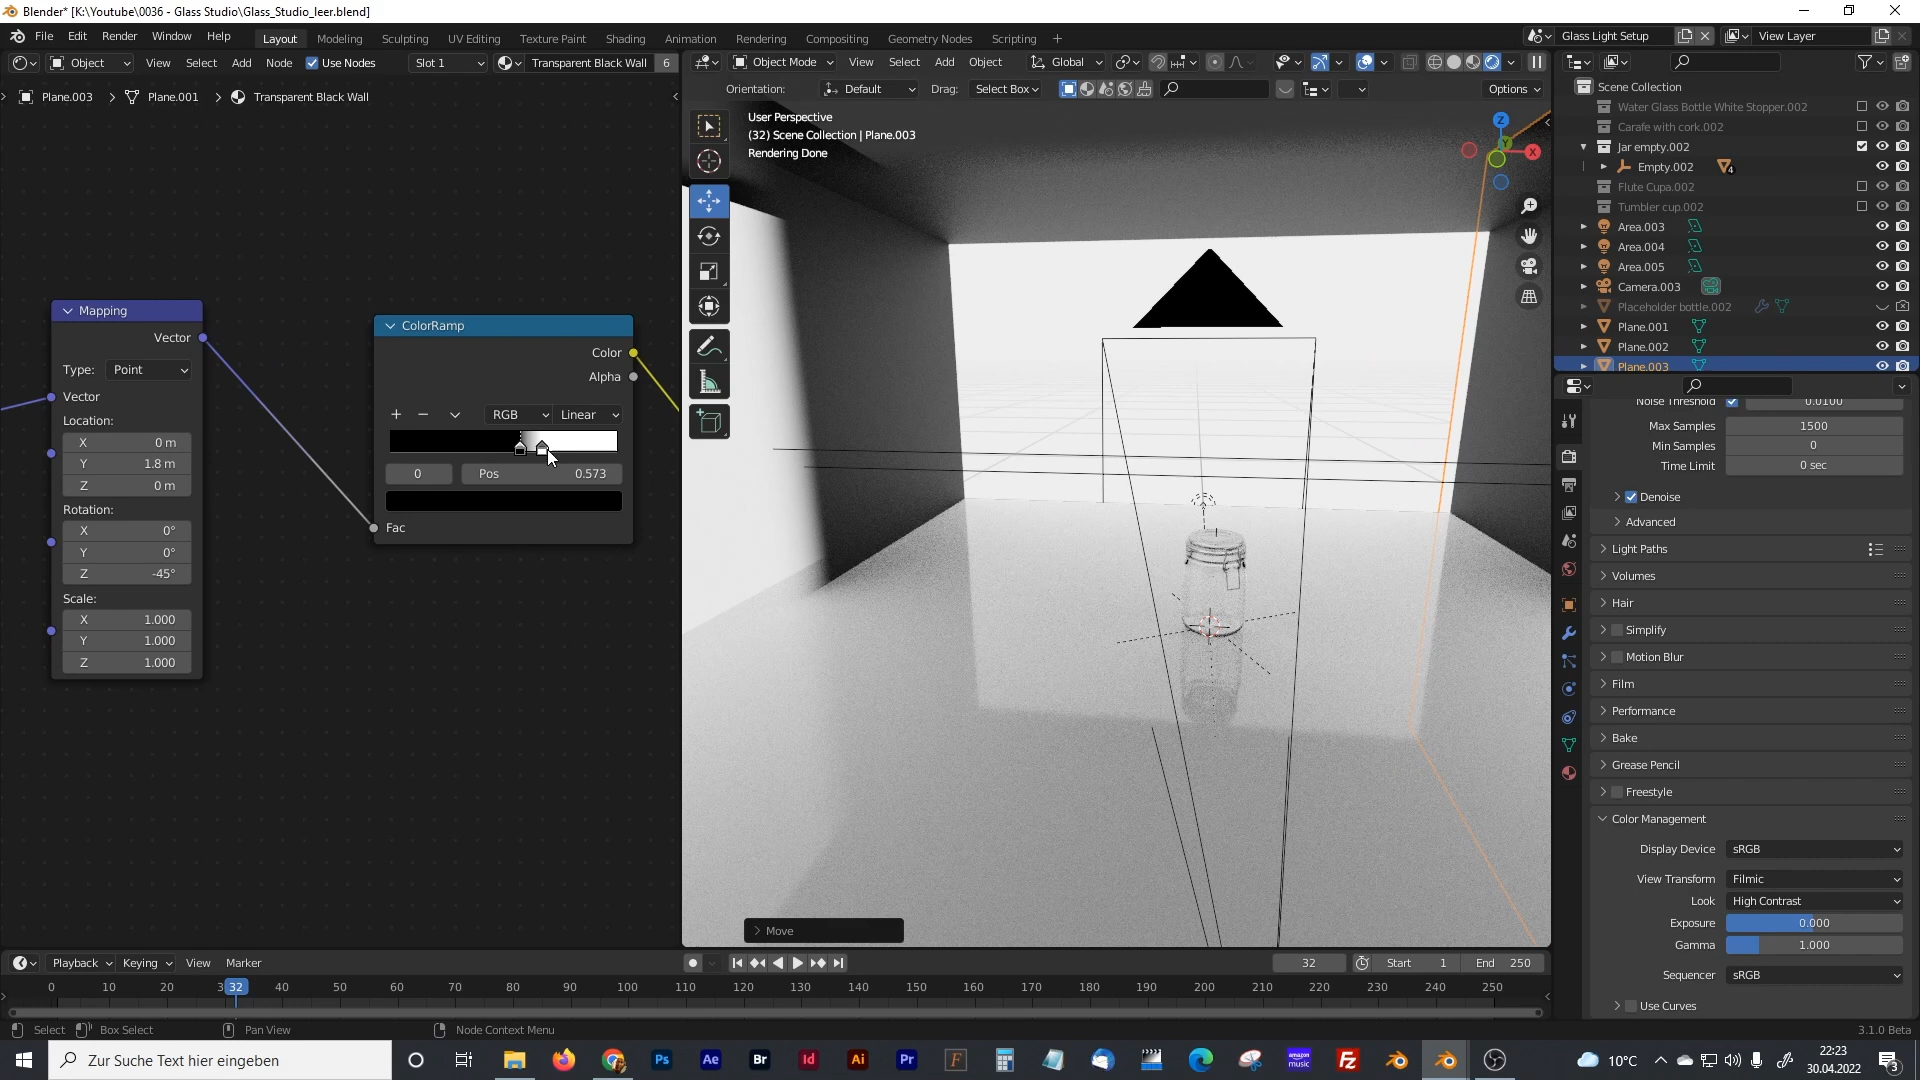 Blender* [K:\Youtube\0036 - Glass Studio\Glass_Studio_leer.blend]
File Edit Render Window Help Layout Modeling Sculpting UV Editing Texture Paint Shading Animation Rendering Compositing Geometry Nodes Scripting + Glass Light Setup View Layer
Object View Select Add Node Use Nodes Slot 1 Transparent Black Wall 6 Object Mode View Select Add Object Global
Orientation: Default Drag: Select Box Options
Plane.003 > Plane.001 > Transparent Black Wall
User Perspective
(32) Scene Collection | Plane.003
Rendering Done
Z
Y
X
Scene Collection
Water Glass Bottle White Stopper.002
Carafe with cork.002
Jar empty.002
Empty.002 4
Flute Cupa.002
Tumbler cup.002
Area.003
Area.004
Area.005
Camera.003
Placeholder bottle.002
Plane.001
Plane.002
Plane.003
Mapping
Vector
Type: Point
Vector
Location:
X 0 m
Y 1.8 m
Z 0 m
Rotation:
X 0°
Y 0°
Z -45°
Scale:
X 1.000
Y 1.000
Z 1.000
ColorRamp
Color
Alpha
RGB Linear
0 Pos 0.573
Fac
Move
Noise Threshold 0.0100
Max Samples 1500
Min Samples 0
Time Limit 0 sec
Denoise
Advanced
Light Paths
Volumes
Hair
Simplify
Motion Blur
Film
Performance
Bake
Grease Pencil
Freestyle
Color Management
Display Device sRGB
View Transform Filmic
Look High Contrast
Exposure 0.000
Gamma 1.000
Sequencer sRGB
Use Curves
Playback Keying View Marker 32 Start 1 End 250
0 10 20 3 32 40 50 60 70 80 90 100 110 120 130 140 150 160 170 180 190 200 210 220 230 240 250
Select Box Select Pan View Node Context Menu 3.1.0 Beta
Zur Suche Text hier eingeben Ps Ae Br Id Ai Pr F amazon music FZ 10°C 22:23
30.04.2022 3